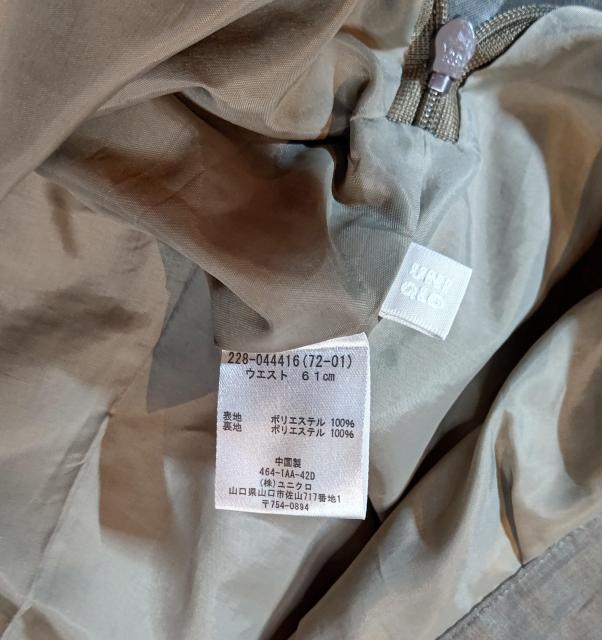 UNI
QLO
228-044416(72-01)
ウエスト 61cm
表地 ポリエステル 100%
裏地 ポリエステル 100%
中国製
464-1AA-42D
(株)ユニクロ
山口県山口市佐山717番地1
〒754-0894